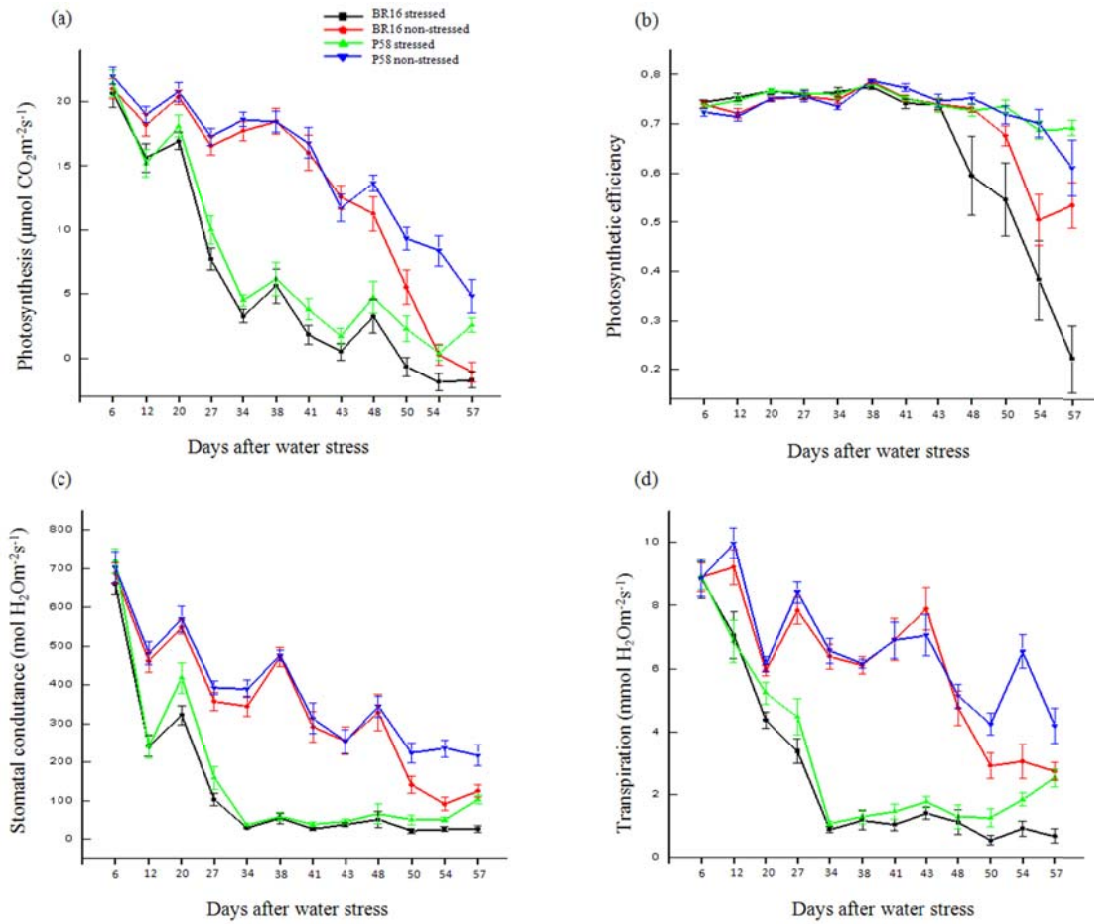 (a)
BR16 stressed
BR16 non-stressed
P58 stressed
P58 non-stressed
Photosynthesis (μmol CO₂m⁻²s⁻¹)
20
15
10
5
0
6 12 20 27 34 38 41 43 48 50 54 57
Days after water stress
(b)
Photosynthetic efficiency
0,8
0,7
0,6
0,5
0,4
0,3
0,2
6 12 20 27 34 38 41 43 48 50 54 57
Days after water stress
(c)
Stomatal condutance (mol H₂Om⁻²s⁻¹)
800
700
600
500
400
300
200
100
0
6 12 20 27 34 38 41 43 48 50 54 57
Days after water stress
(d)
Transpiration (mmol H₂Om⁻²s⁻¹)
10
8
6
4
2
0
6 12 20 27 34 38 41 43 48 50 54 57
Days after water stress